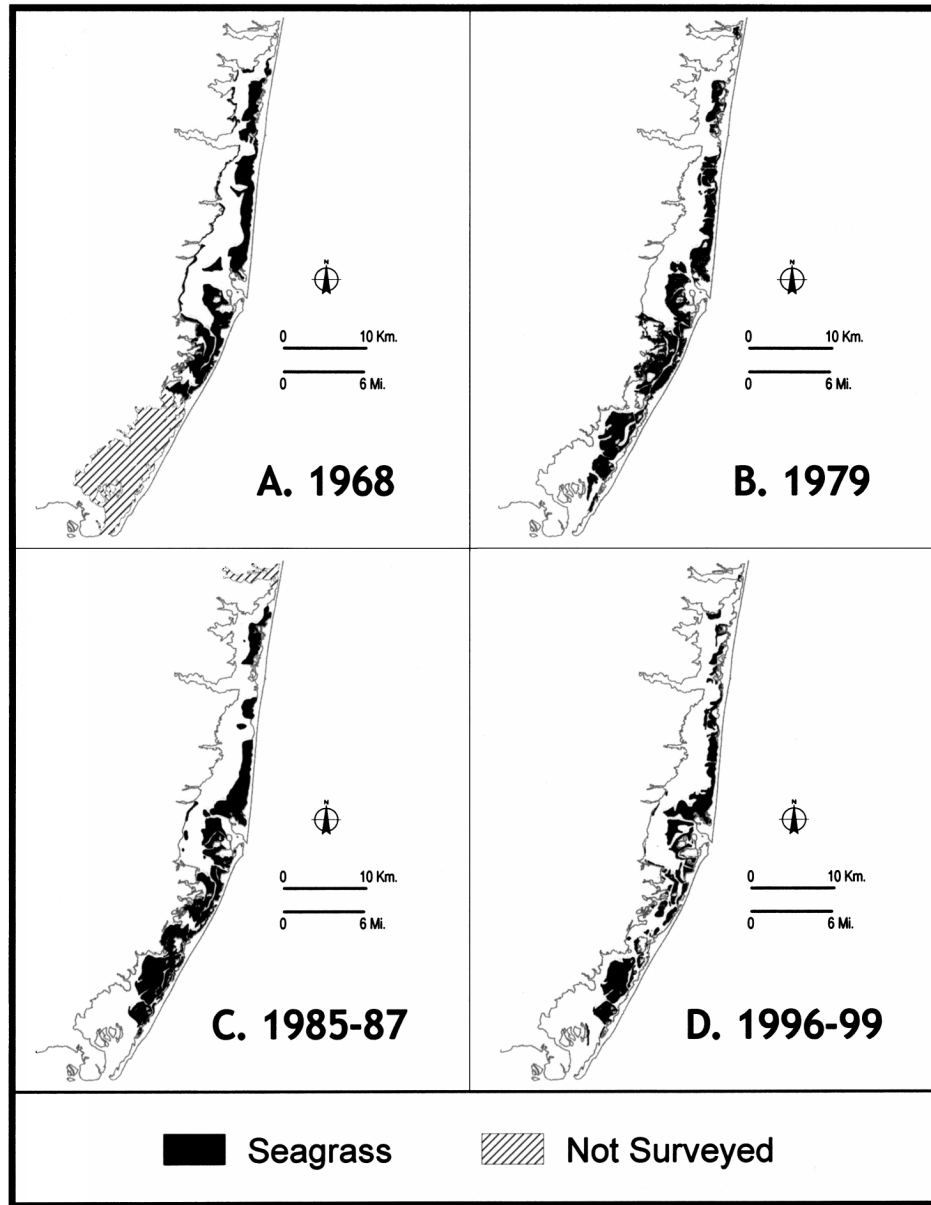 N
0 10 Km.
0 6 Mi.
A. 1968
N
0 10 Km.
0 6 Mi.
B. 1979
N
0 10 Km.
0 6 Mi.
C. 1985-87
N
0 10 Km.
0 6 Mi.
D. 1996-99
Seagrass Not Surveyed